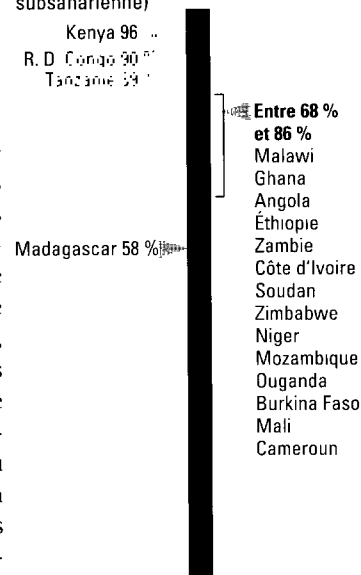 subsaharienne)
Kenya 96
R. D Congo 90 %
Tanzanie
Madagascar 58 %
Entre 68 %
et 86 %
Malawi
Ghana
Angola
Éthiopie
Zambie
Côte d'Ivoire
Soudan
Zimbabwe
Niger
Mozambique
Ouganda
Burkina Faso
Mali
Cameroun